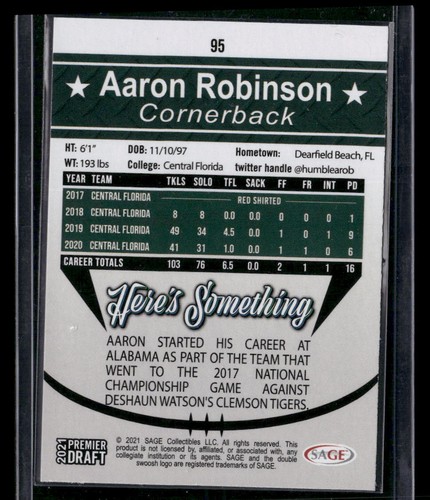 95
★ Aaron Robinson ★
Cornerback
HT: 6'1" DOB: 11/10/97 Hometown: Dearfield Beach, FL
WT: 193 lbs College: Central Florida twitter handle @humblearob
YEAR TEAM TKLS SOLO TFL SACK FF FR INT PD
2017 CENTRAL FLORIDA RED SHIRTED
2018 CENTRAL FLORIDA 8 8 0.0 0.0 0 0 0 1
2019 CENTRAL FLORIDA 49 34 4.5 0.0 1 0 1 9
2020 CENTRAL FLORIDA 41 31 1.0 0.0 1 1 0 6
CAREER TOTALS 103 76 6.5 0.0 2 1 1 16
Here's Something
AARON STARTED HIS CAREER AT
ALABAMA AS PART OF THE TEAM THAT
WENT TO THE 2017 NATIONAL
CHAMPIONSHIP GAME AGAINST
DESHAUN WATSON'S CLEMSON TIGERS.
2021 PREMIER DRAFT
© 2021 SAGE Collectibles LLC. All rights reserved. This
product is not licensed by, affiliated to, or associated with, any
collegiate institution or its agents. SAGE and the double
swoosh logo are registered trademarks of SAGE.
SAGE